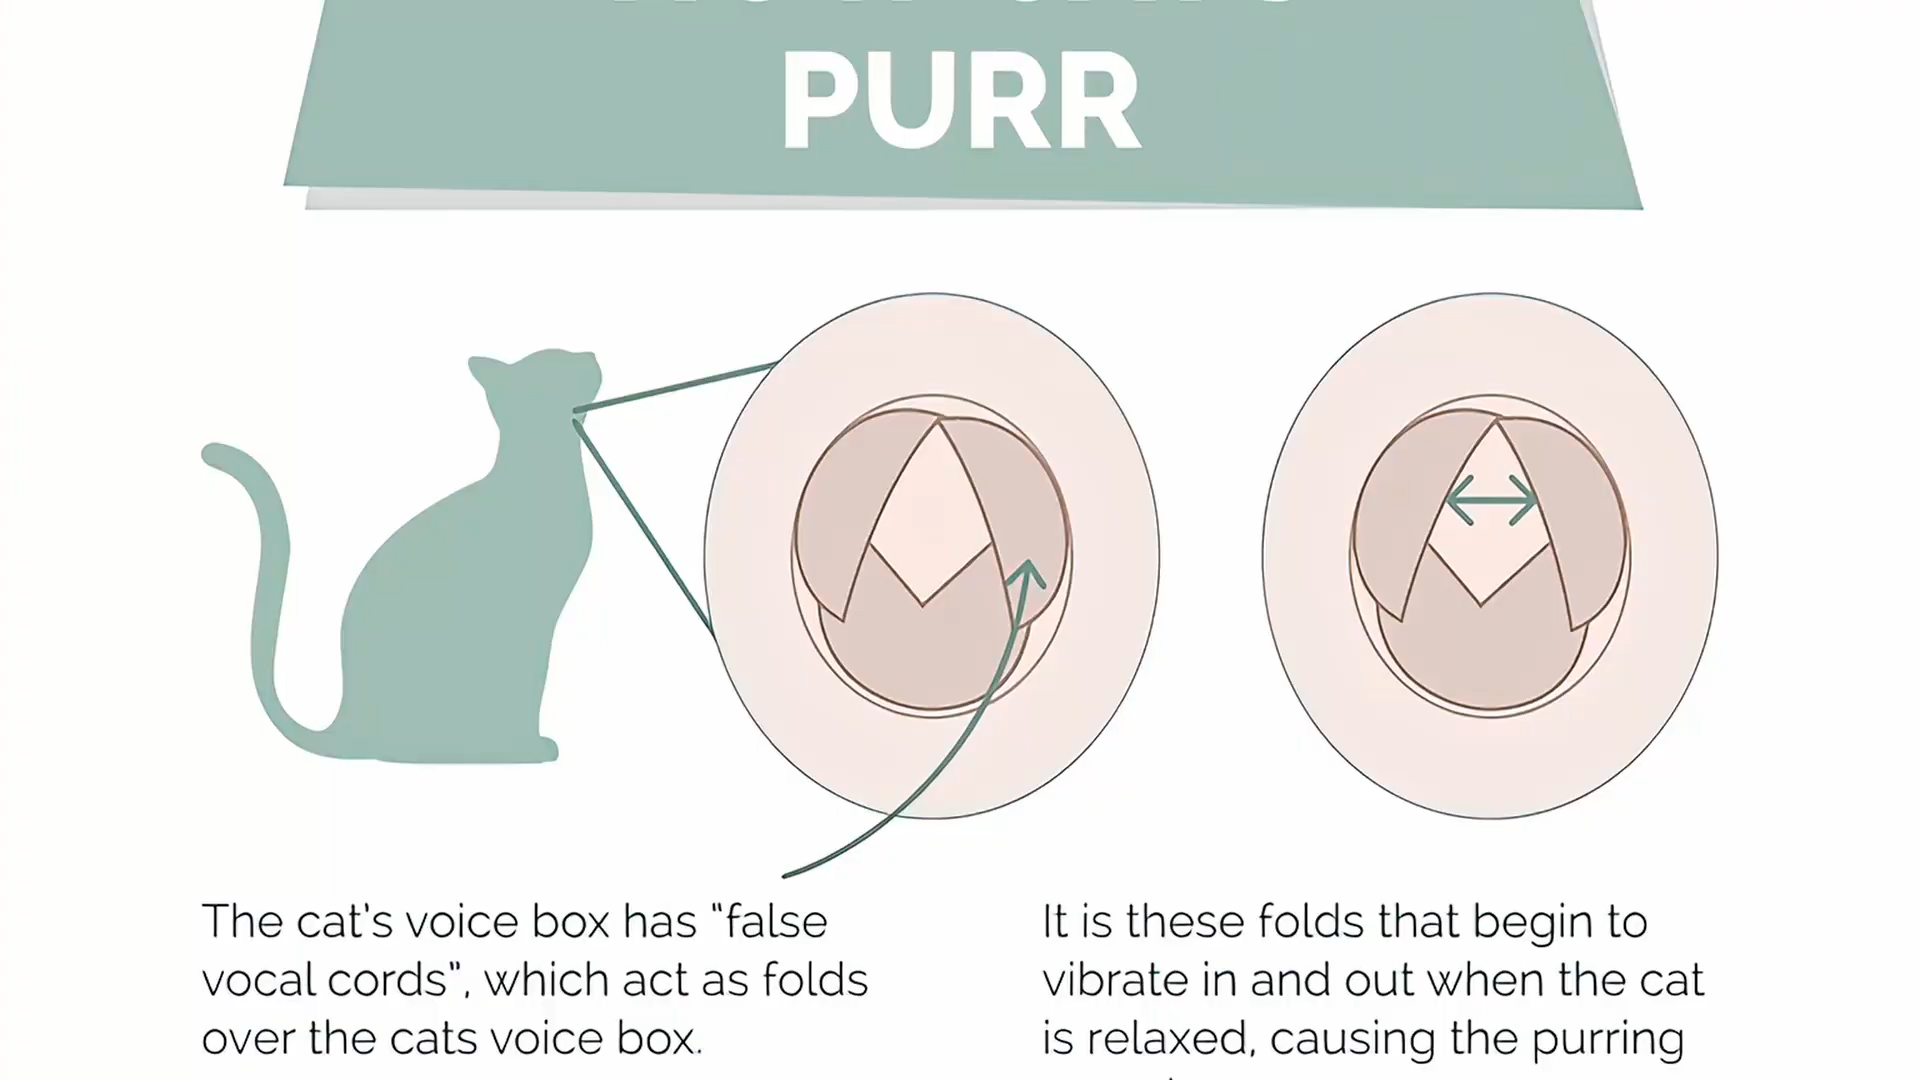 PURR
The cat's voice box has "false
vocal cords", which act as folds
over the cats voice box.
It is these folds that begin to
vibrate in and out when the cat
is relaxed, causing the purring